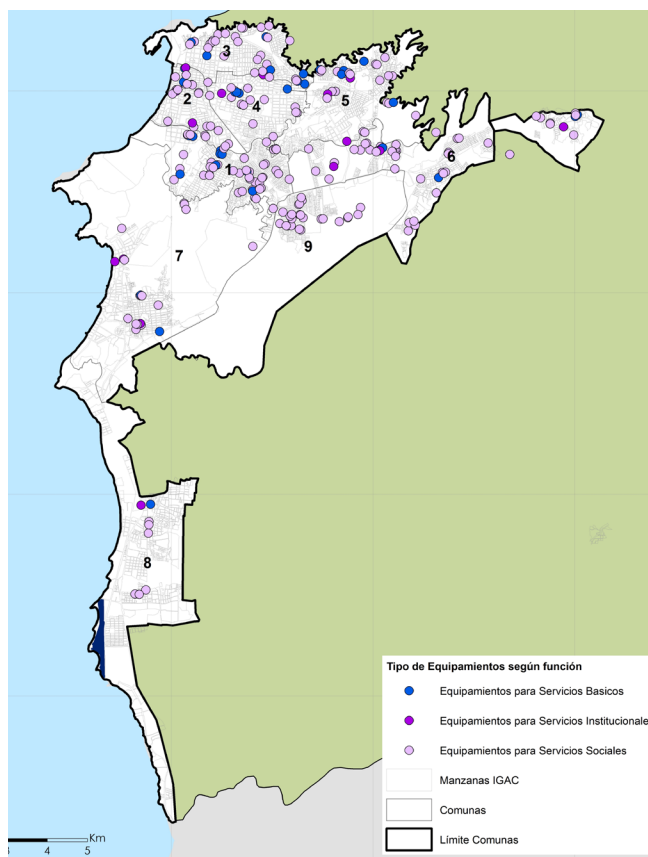 3
2
4
5
1
6
7
9
8
Tipo de Equipamientos según función
Equipamientos para Servicios Basicos
Equipamientos para Servicios Institucionale
Equipamientos para Servicios Sociales
Manzanas IGAC
Comunas
Límite Comunas
Km
4 5